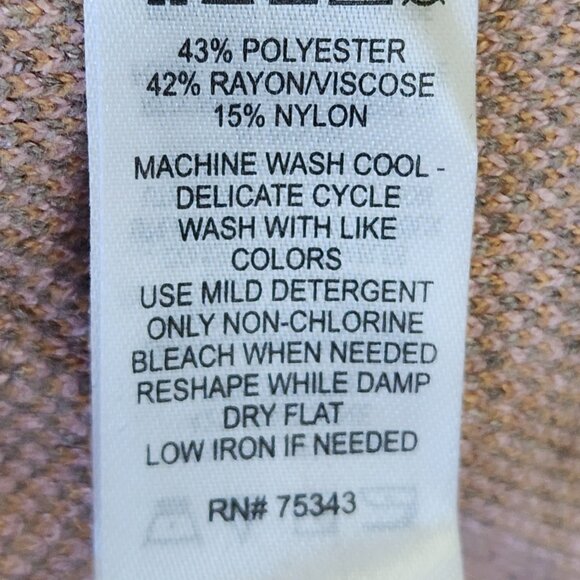 43% POLYESTER
42% RAYON/VISCOSE
15% NYLON
MACHINE WASH COOL -
DELICATE CYCLE
WASH WITH LIKE
COLORS
USE MILD DETERGENT
ONLY NON-CHLORINE
BLEACH WHEN NEEDED
RESHAPE WHILE DAMP
DRY FLAT
LOW IRON IF NEEDED
RN# 75343